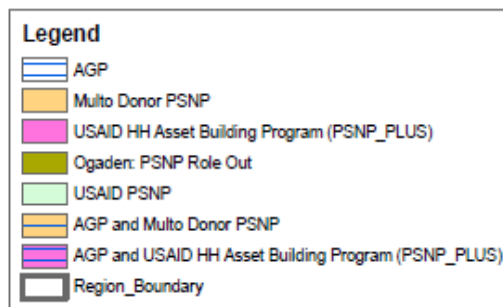 Legend
AGP
Multo Donor PSNP
USAID HH Asset Building Program (PSNP_PLUS)
Ogaden: PSNP Role Out
USAID PSNP
AGP and Multo Donor PSNP
AGP and USAID HH Asset Building Program (PSNP_PLUS)
Region_Boundary